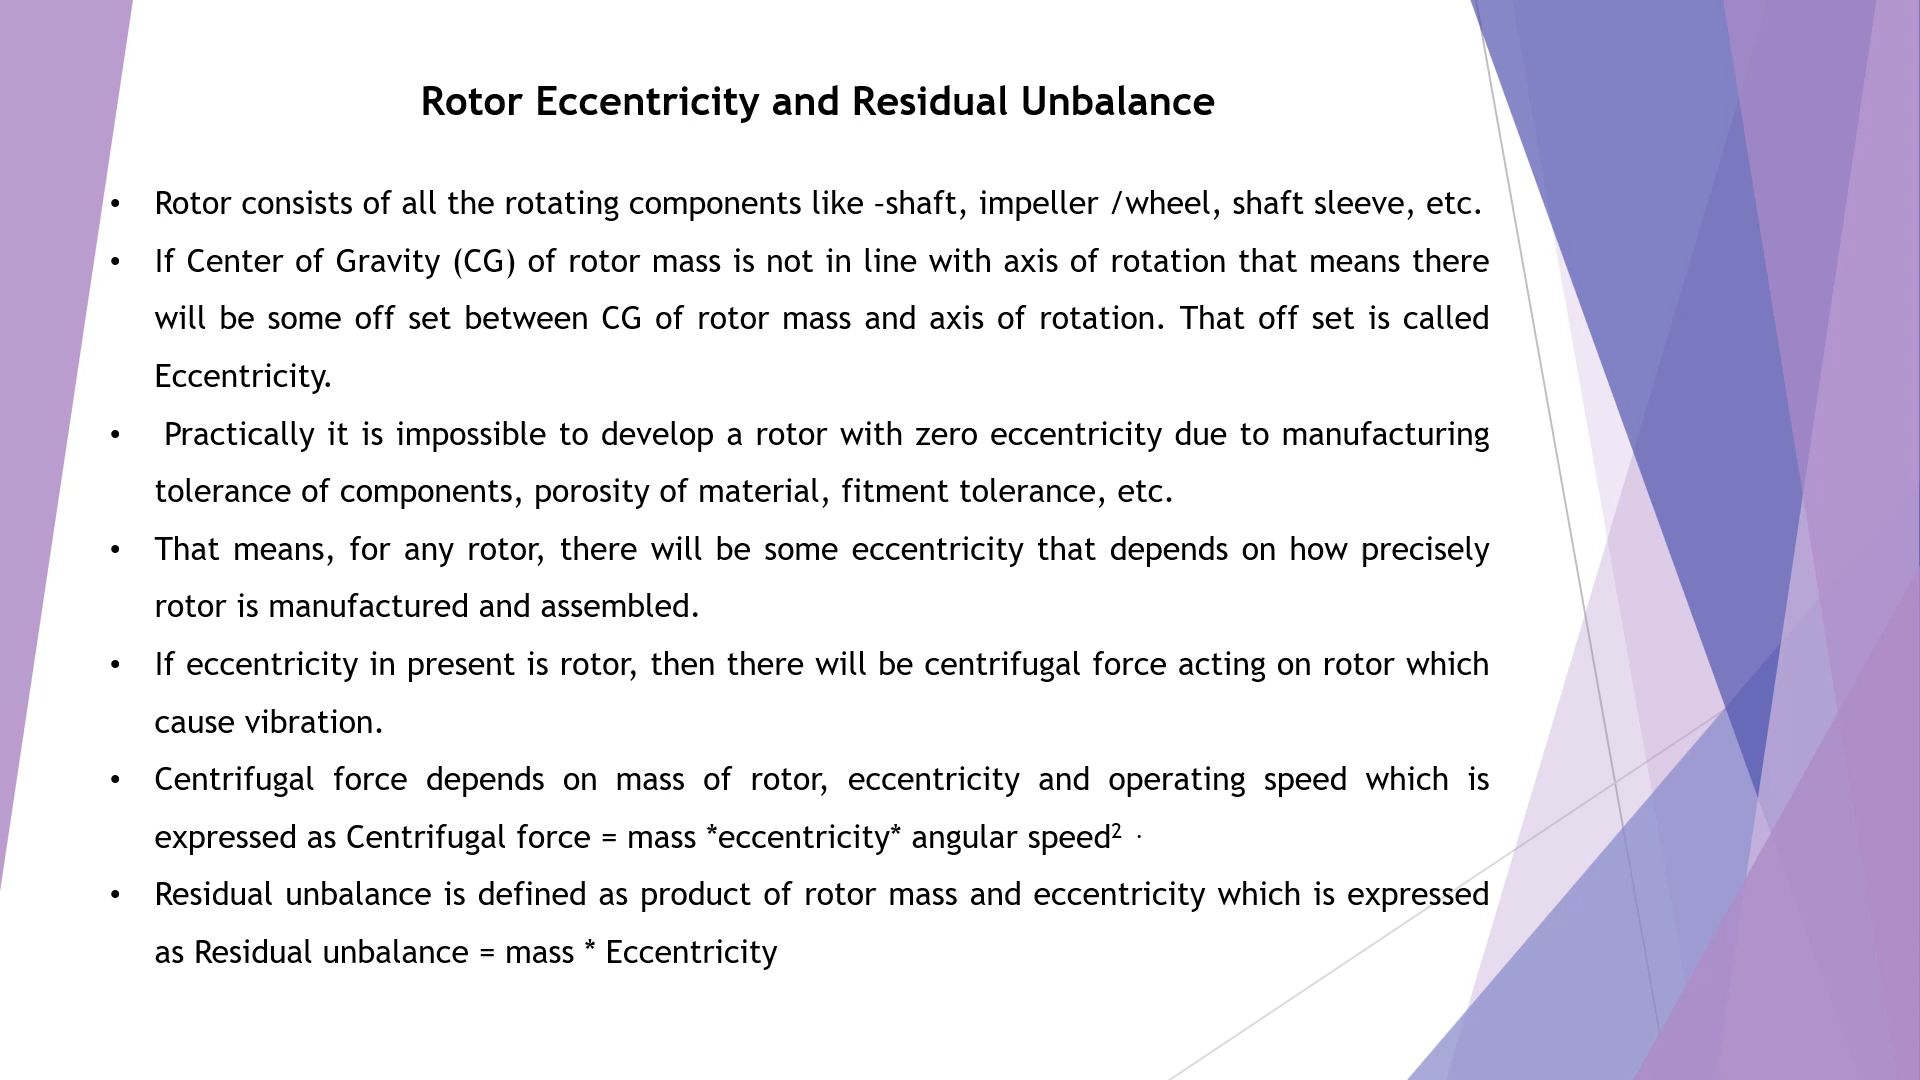 Rotor Eccentricity and Residual Unbalance
• Rotor consists of all the rotating components like -shaft, impeller /wheel, shaft sleeve, etc.
• If Center of Gravity (CG) of rotor mass is not in line with axis of rotation that means there
will be some off set between CG of rotor mass and axis of rotation. That off set is called
Eccentricity.
• Practically it is impossible to develop a rotor with zero eccentricity due to manufacturing
tolerance of components, porosity of material, fitment tolerance, etc.
• That means, for any rotor, there will be some eccentricity that depends on how precisely
rotor is manufactured and assembled.
• If eccentricity in present is rotor, then there will be centrifugal force acting on rotor which
cause vibration.
• Centrifugal force depends on mass of rotor, eccentricity and operating speed which is
expressed as Centrifugal force = mass *eccentricity* angular speed² .
• Residual unbalance is defined as product of rotor mass and eccentricity which is expressed
as Residual unbalance = mass * Eccentricity